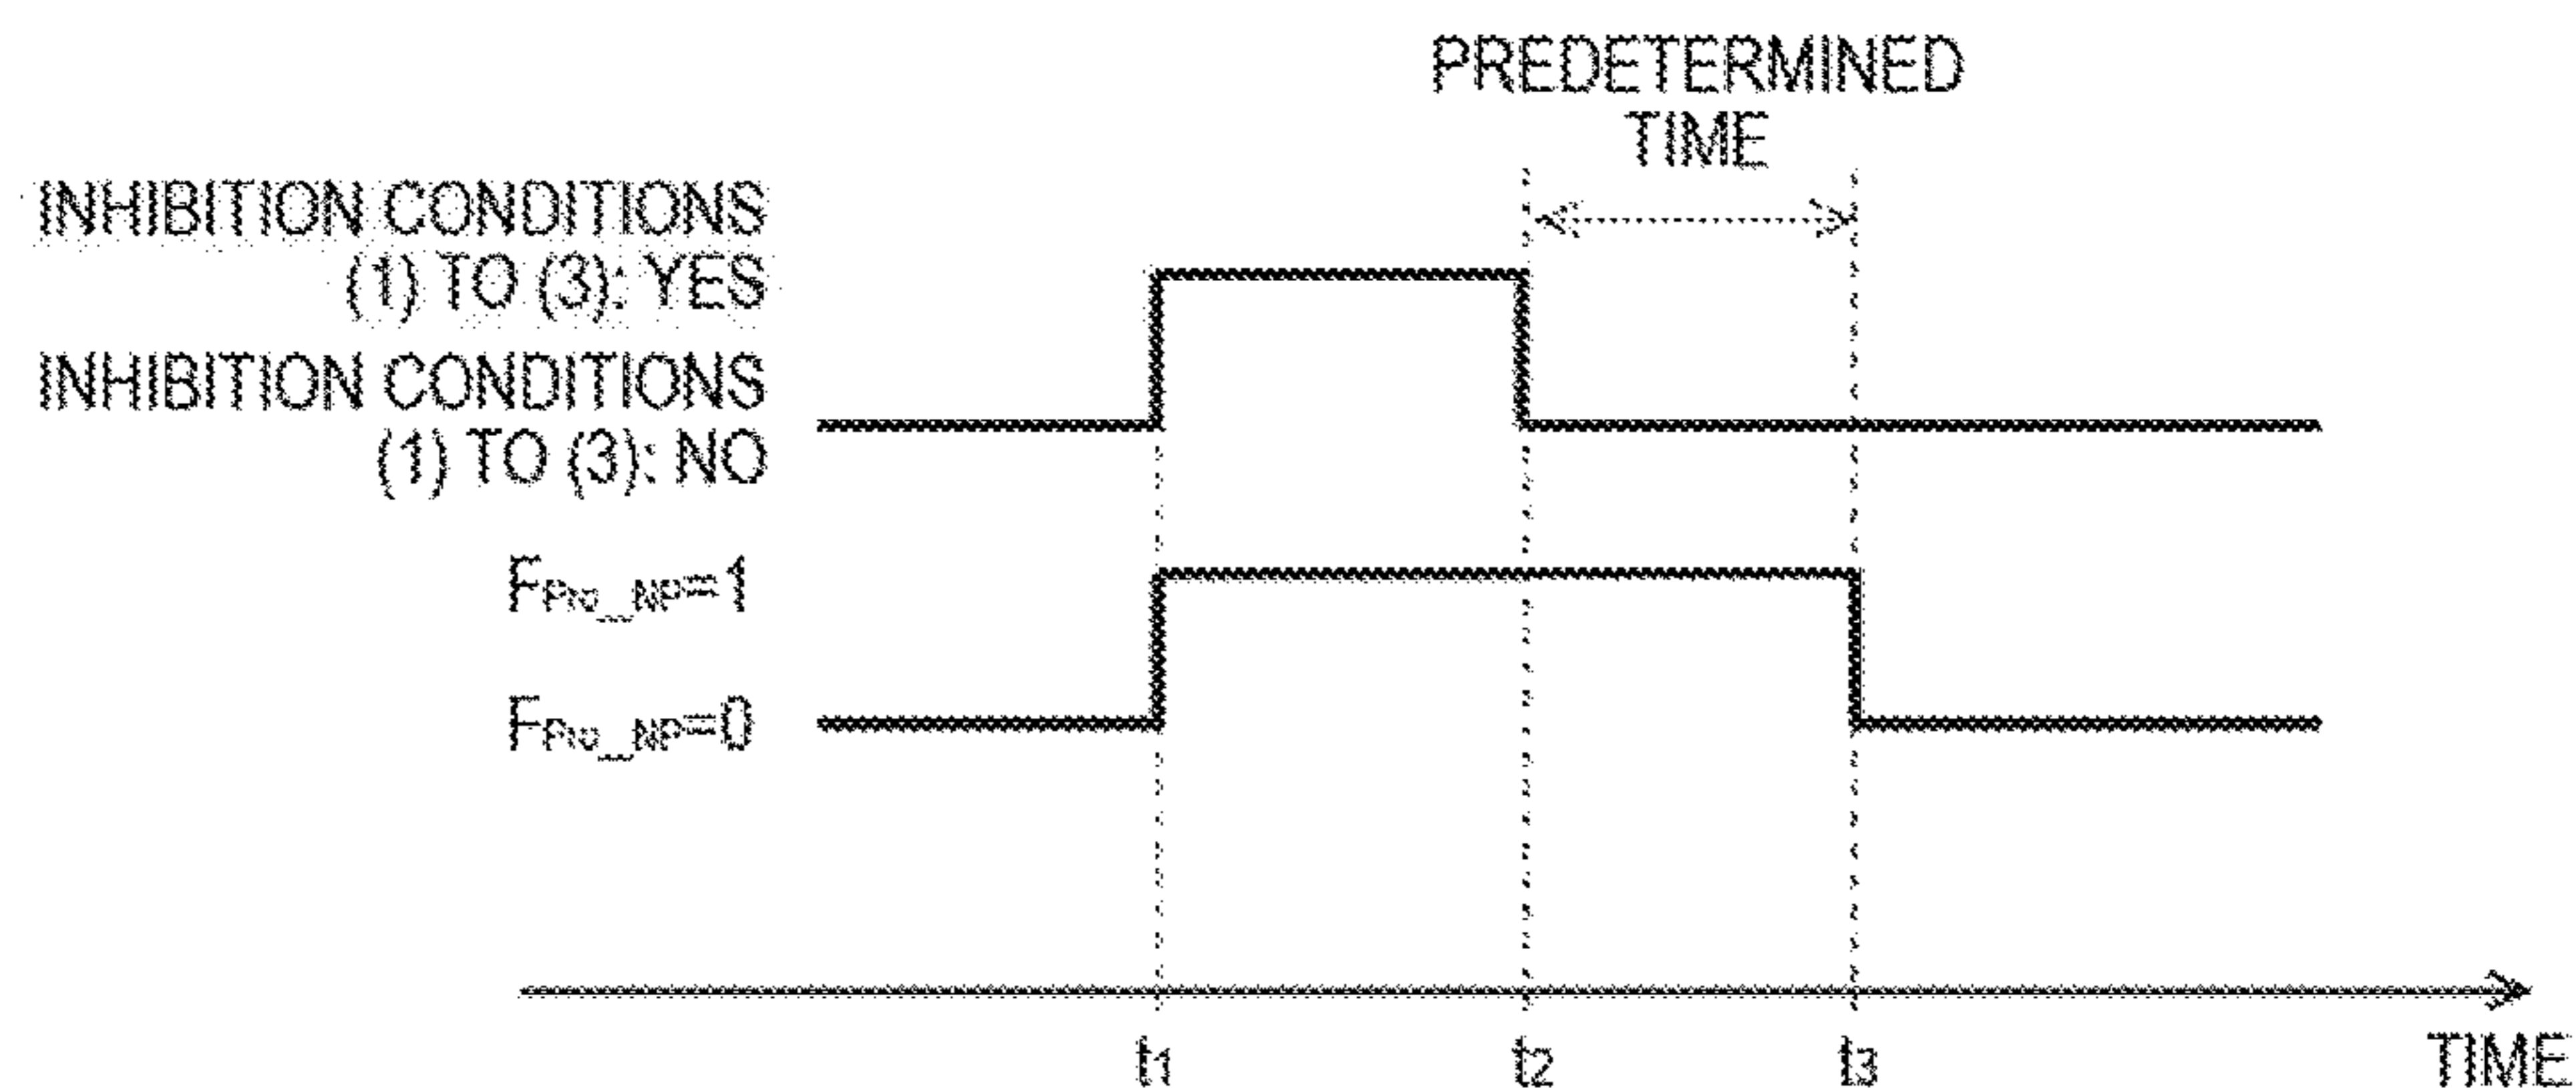 PREDETERMINED
TIME
INHIBITION CONDITIONS
(1) TO (3): YES
INHIBITION CONDITIONS
(1) TO (3): NO
FPro_NP=1
FPro_NP=0
t1 t2 t3 TIME